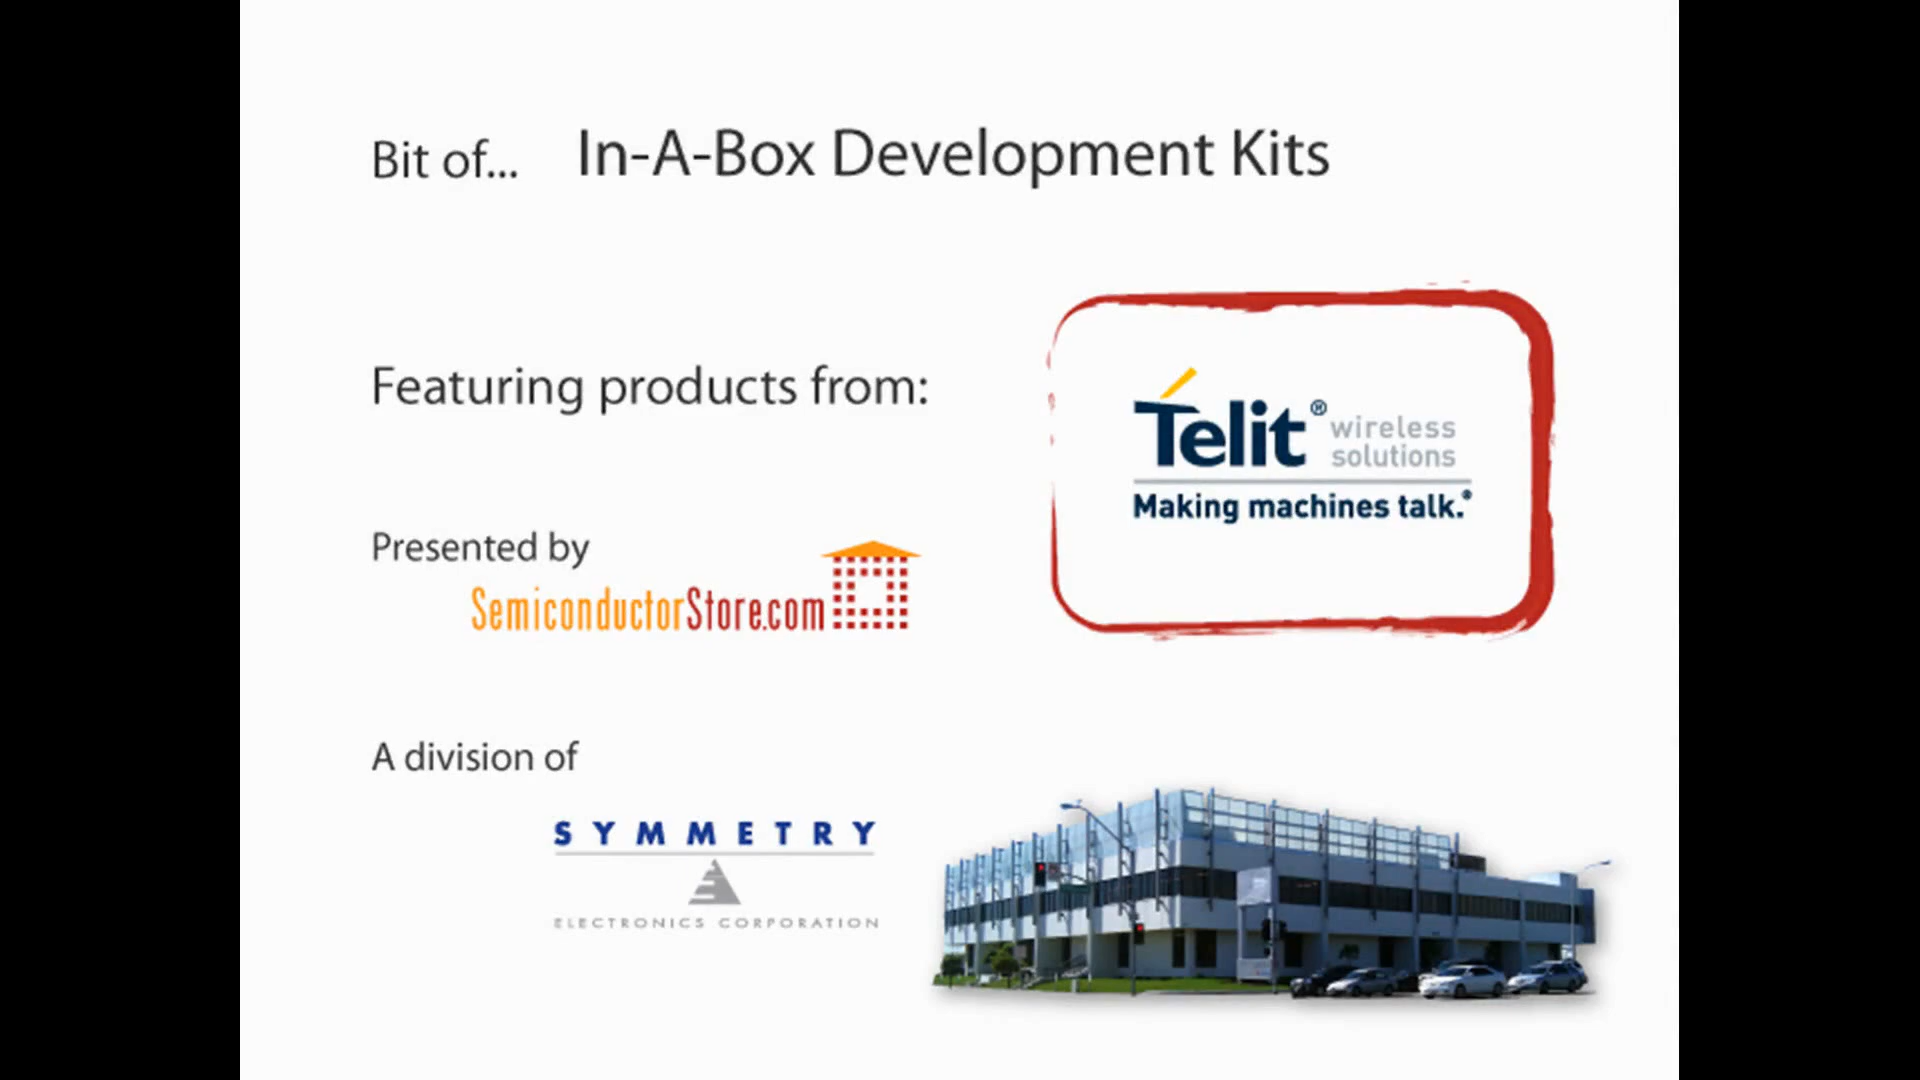 Bit of... In-A-Box Development Kits
Featuring products from:
Telit® wireless solutions
Making machines talk.®
Presented by
SemiconductorStore.com
A division of
SYMMETRY
ELECTRONICS CORPORATION